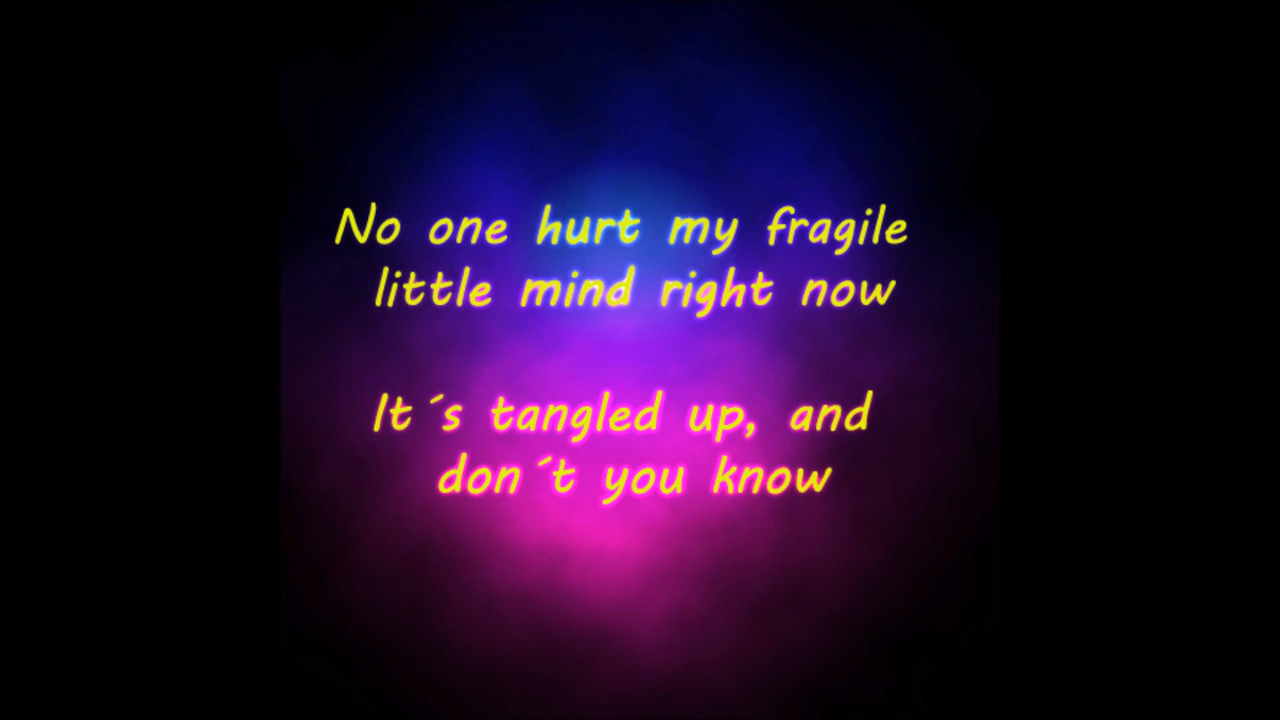 No one hurt my fragile
little mind right now
It´s tangled up, and
don´t you know